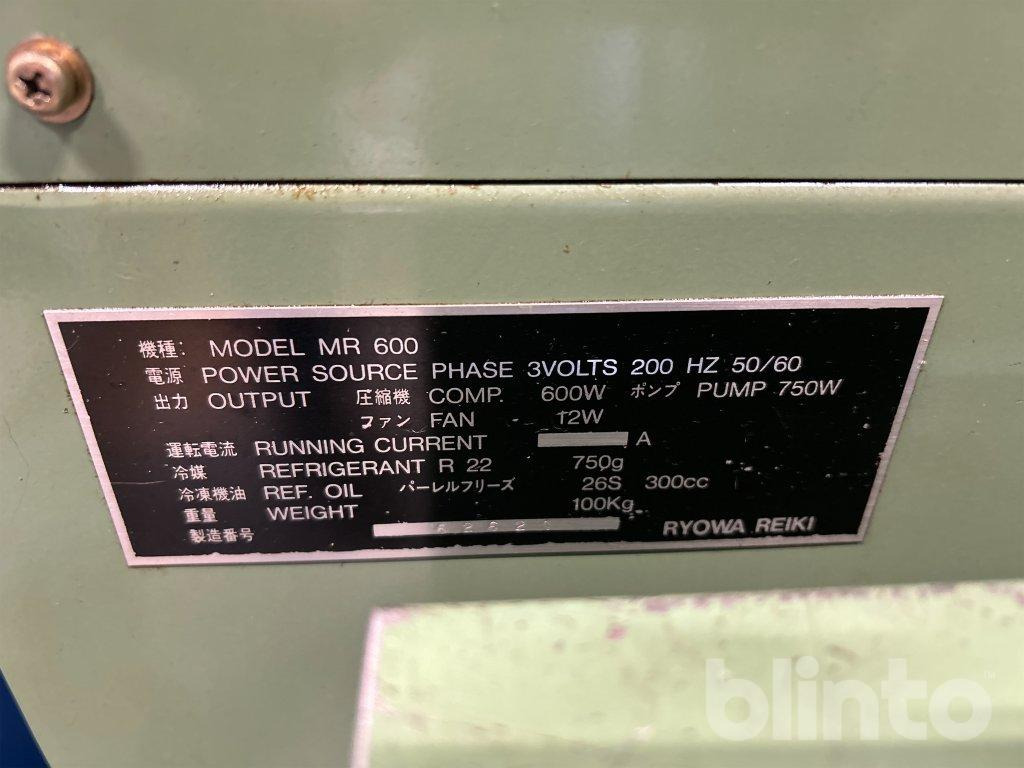 機種: MODEL MR 600
電源 POWER SOURCE PHASE 3VOLTS 200 HZ 50/60
出力 OUTPUT 圧縮機 COMP. 600W ポンプ PUMP 750W
ファン FAN 12W
運転電流 RUNNING CURRENT A
冷媒 REFRIGERANT R 22 750g
冷凍機油 REF. OIL バーレルフリーズ 26S 300cc
重量 WEIGHT 100Kg
製造番号
RYOWA REIKI
blinto™